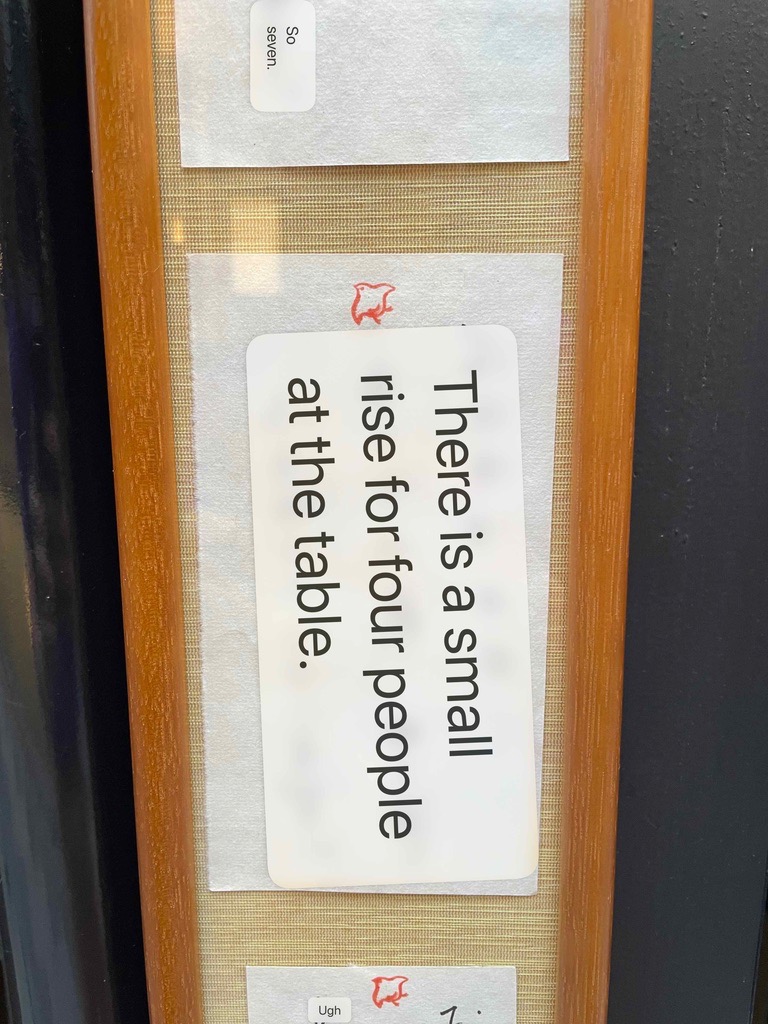 So
seven.
There is a small
rise for four people
at the table.
Ugh